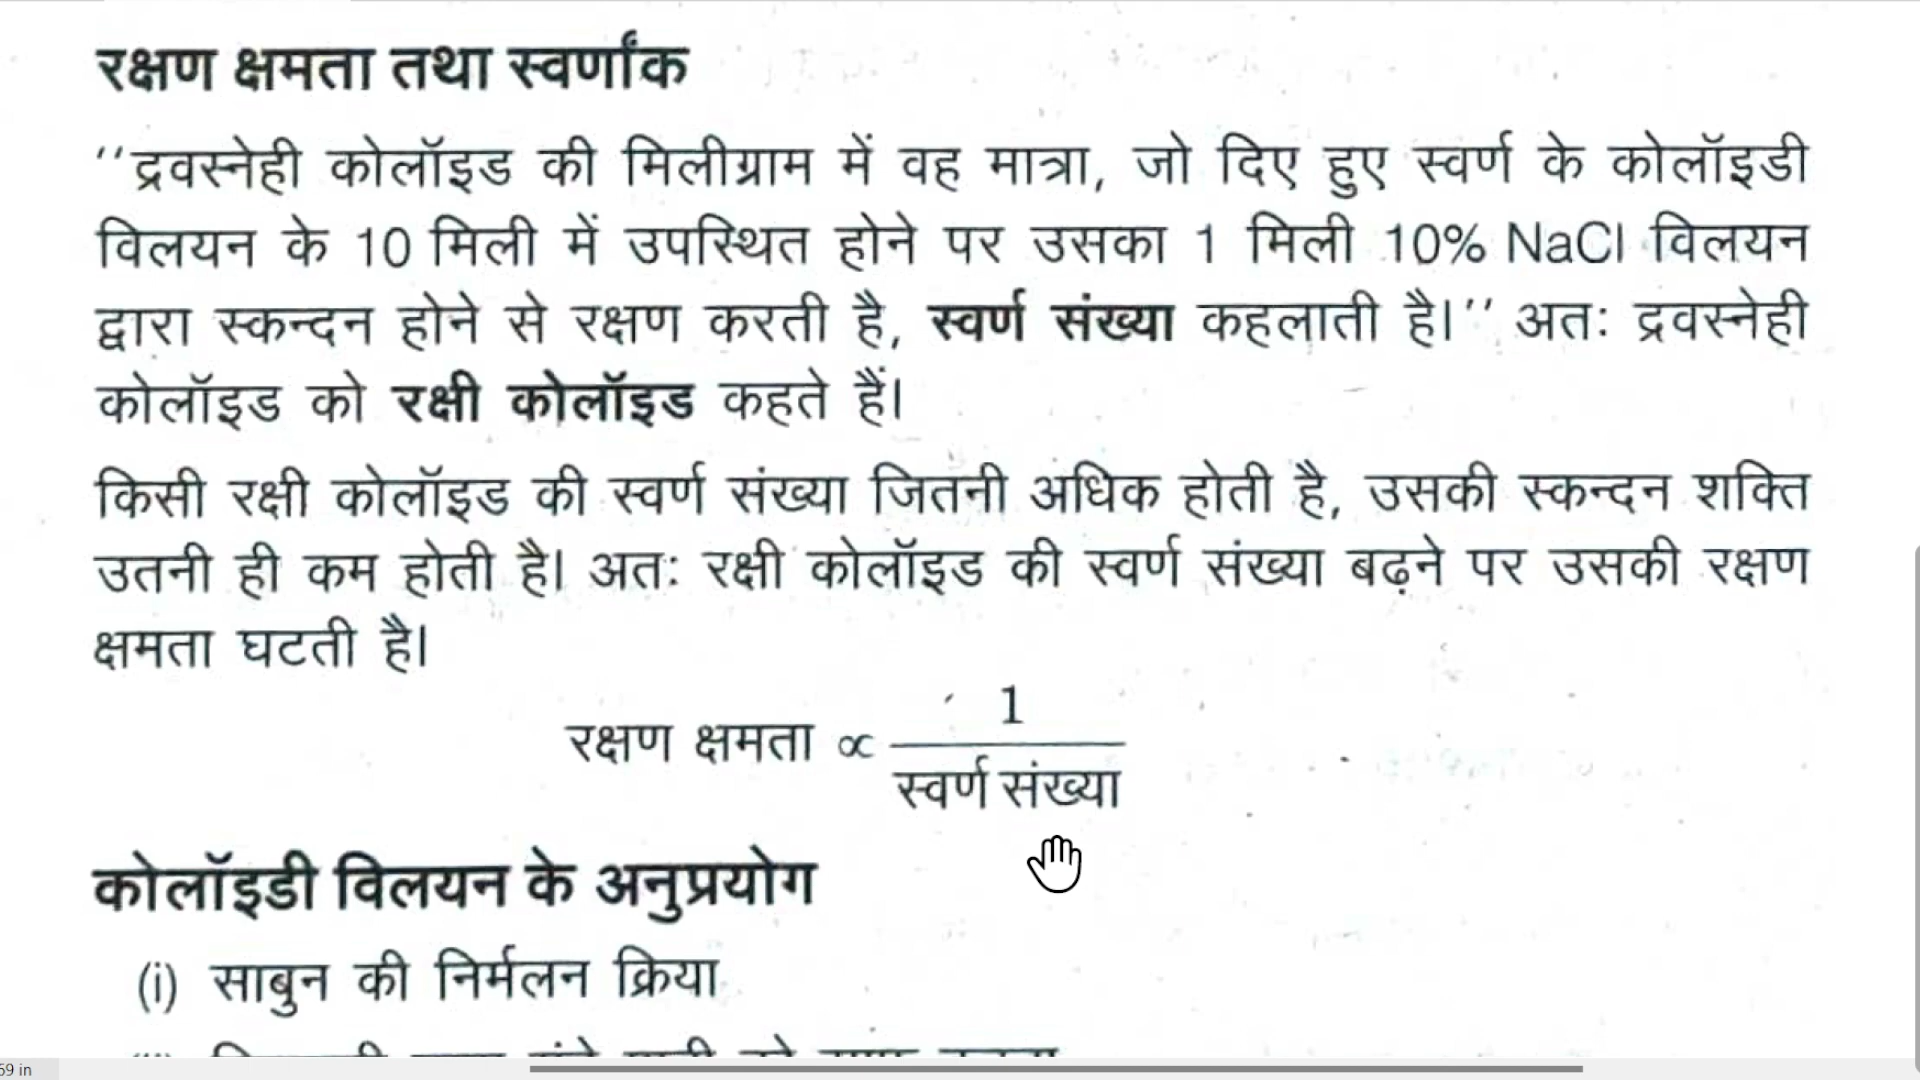 रक्षण क्षमता तथा स्वर्णांक
''द्रवस्नेही कोलॉइड की मिलीग्राम में वह मात्रा, जो दिए हुए स्वर्ण के कोलॉइडी
विलयन के 10 मिली में उपस्थित होने पर उसका 1 मिली 10% NaCl विलयन
द्वारा स्कन्दन होने से रक्षण करती है, स्वर्ण संख्या कहलाती है।'' अतः द्रवस्नेही
कोलॉइड को रक्षी कोलॉइड कहते हैं।
किसी रक्षी कोलॉइड की स्वर्ण संख्या जितनी अधिक होती है, उसकी स्कन्दन शक्ति
उतनी ही कम होती है। अतः रक्षी कोलॉइड की स्वर्ण संख्या बढ़ने पर उसकी रक्षण
क्षमता घटती है।
रक्षण क्षमता ∝ 1
स्वर्ण संख्या
कोलॉइडी विलयन के अनुप्रयोग
(i) साबुन की निर्मलन क्रिया
69 in